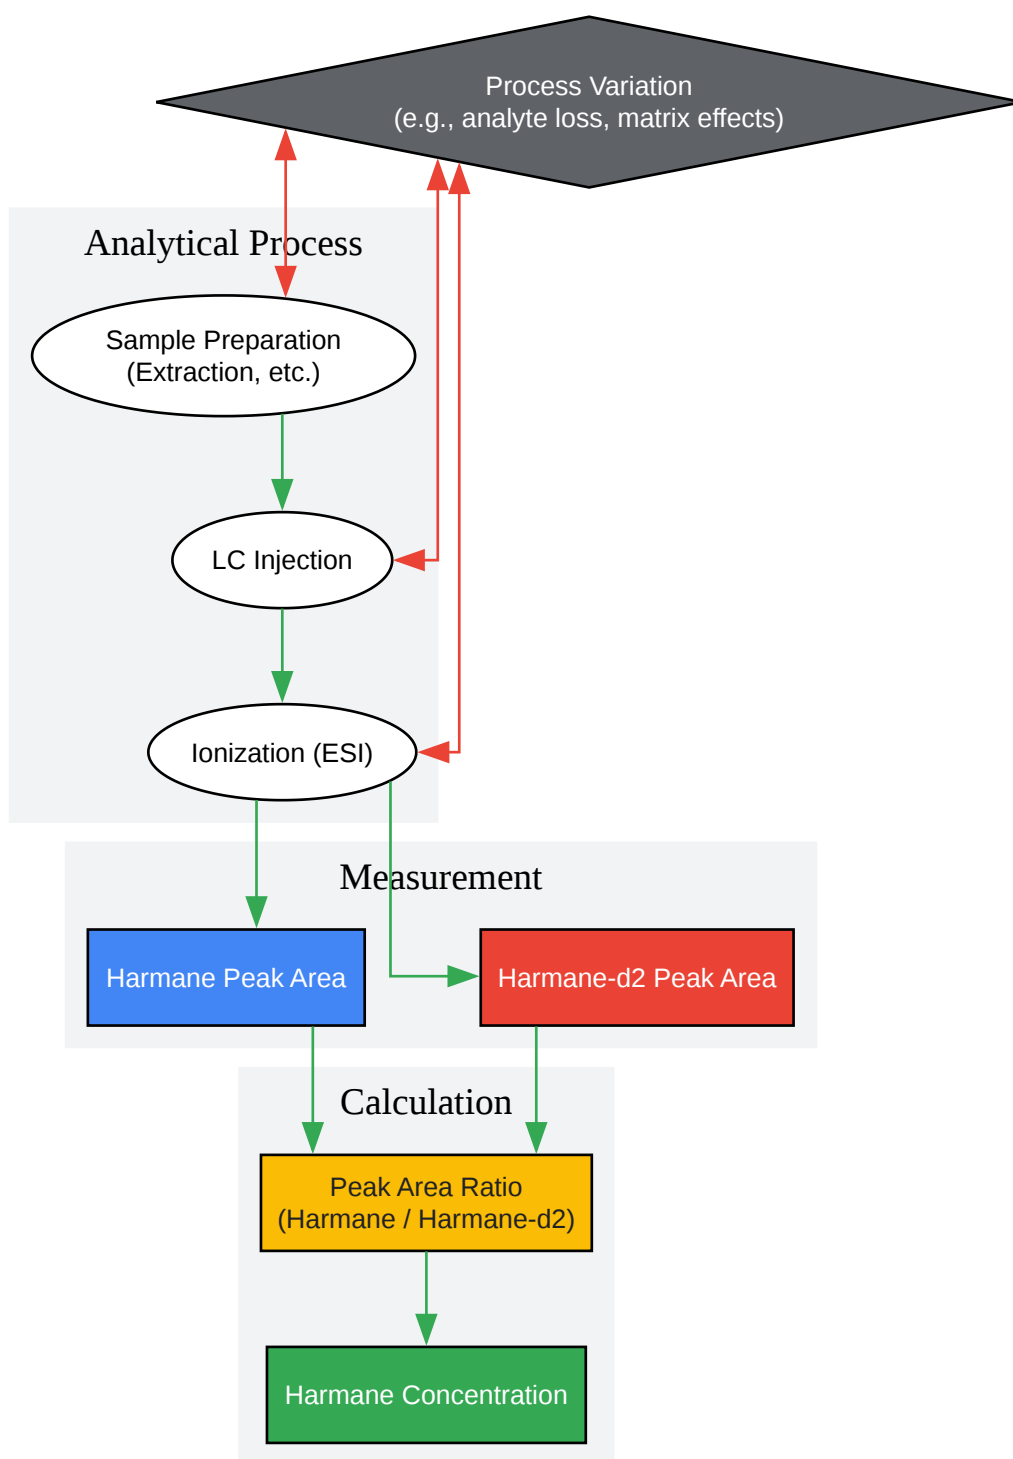 Process Variation
(e.g., analyte loss, matrix effects)
Analytical Process
Sample Preparation
(Extraction, etc.)
LC Injection
Ionization (ESI)
Measurement
Harmane Peak Area
Harmane-d2 Peak Area
Calculation
Peak Area Ratio
(Harmane / Harmane-d2)
Harmane Concentration